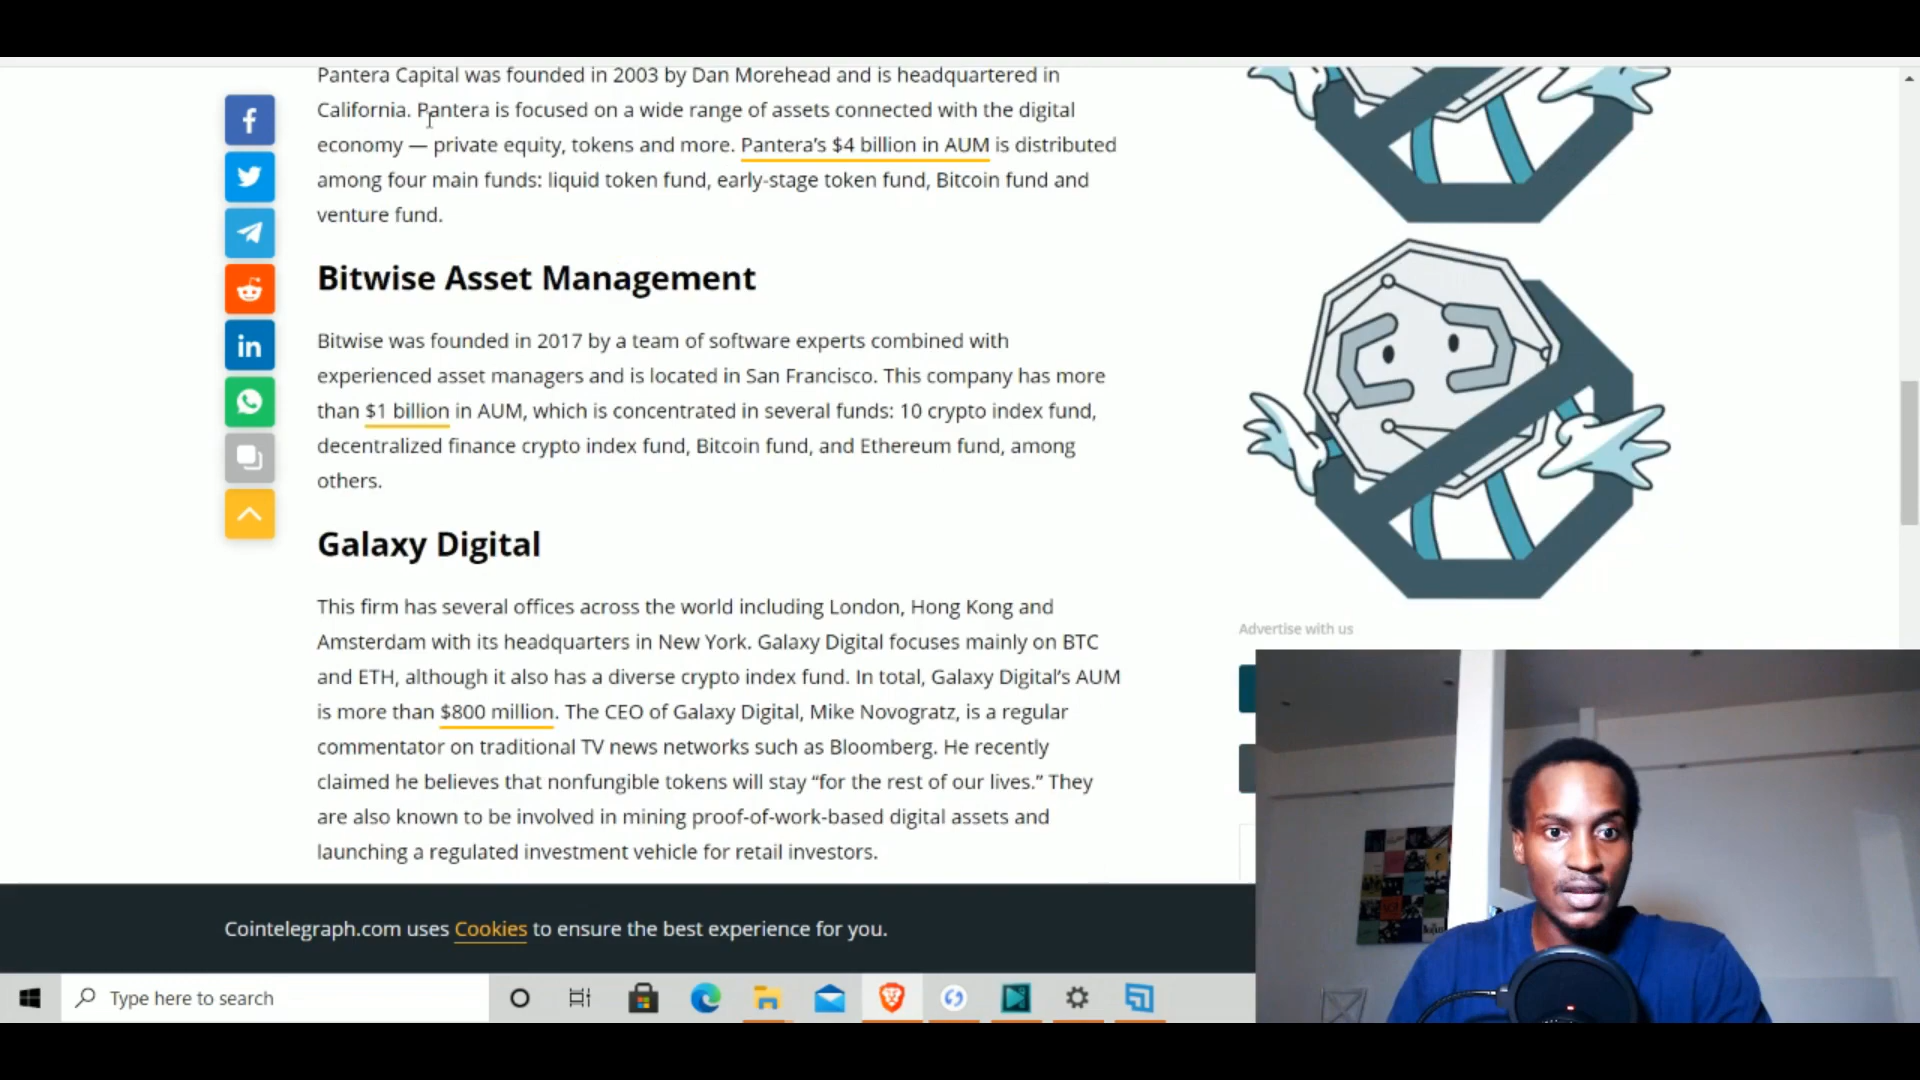 Pantera Capital was founded in 2003 by Dan Morehead and is headquartered in
California. Pantera is focused on a wide range of assets connected with the digital
economy — private equity, tokens and more. Pantera’s $4 billion in AUM is distributed
among four main funds: liquid token fund, early-stage token fund, Bitcoin fund and
venture fund.
Bitwise Asset Management
Bitwise was founded in 2017 by a team of software experts combined with
experienced asset managers and is located in San Francisco. This company has more
than $1 billion in AUM, which is concentrated in several funds: 10 crypto index fund,
decentralized finance crypto index fund, Bitcoin fund, and Ethereum fund, among
others.
Galaxy Digital
This firm has several offices across the world including London, Hong Kong and
Amsterdam with its headquarters in New York. Galaxy Digital focuses mainly on BTC
and ETH, although it also has a diverse crypto index fund. In total, Galaxy Digital’s AUM
is more than $800 million. The CEO of Galaxy Digital, Mike Novogratz, is a regular
commentator on traditional TV news networks such as Bloomberg. He recently
claimed he believes that nonfungible tokens will stay “for the rest of our lives.” They
are also known to be involved in mining proof-of-work-based digital assets and
launching a regulated investment vehicle for retail investors.
Advertise with us
Cointelegraph.com uses Cookies to ensure the best experience for you.
Type here to search